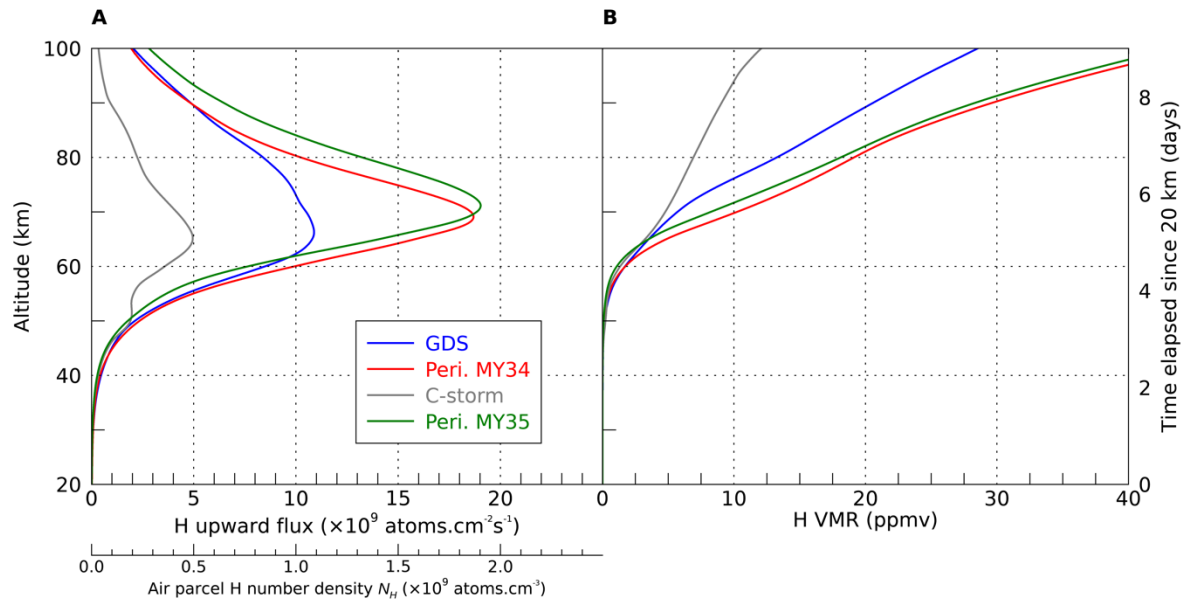 A
B
100
80
60
40
20
Altitude (km)
0
5
10
15
20
H upward flux (×10⁹ atoms.cm⁻²s⁻¹)
0.0
0.5
1.0
1.5
2.0
Air parcel H number density N_H (×10⁹ atoms.cm⁻³)
GDS
Peri. MY34
C-storm
Peri. MY35
0
10
20
30
40
H VMR (ppmv)
8
6
4
2
0
Time elapsed since 20 km (days)